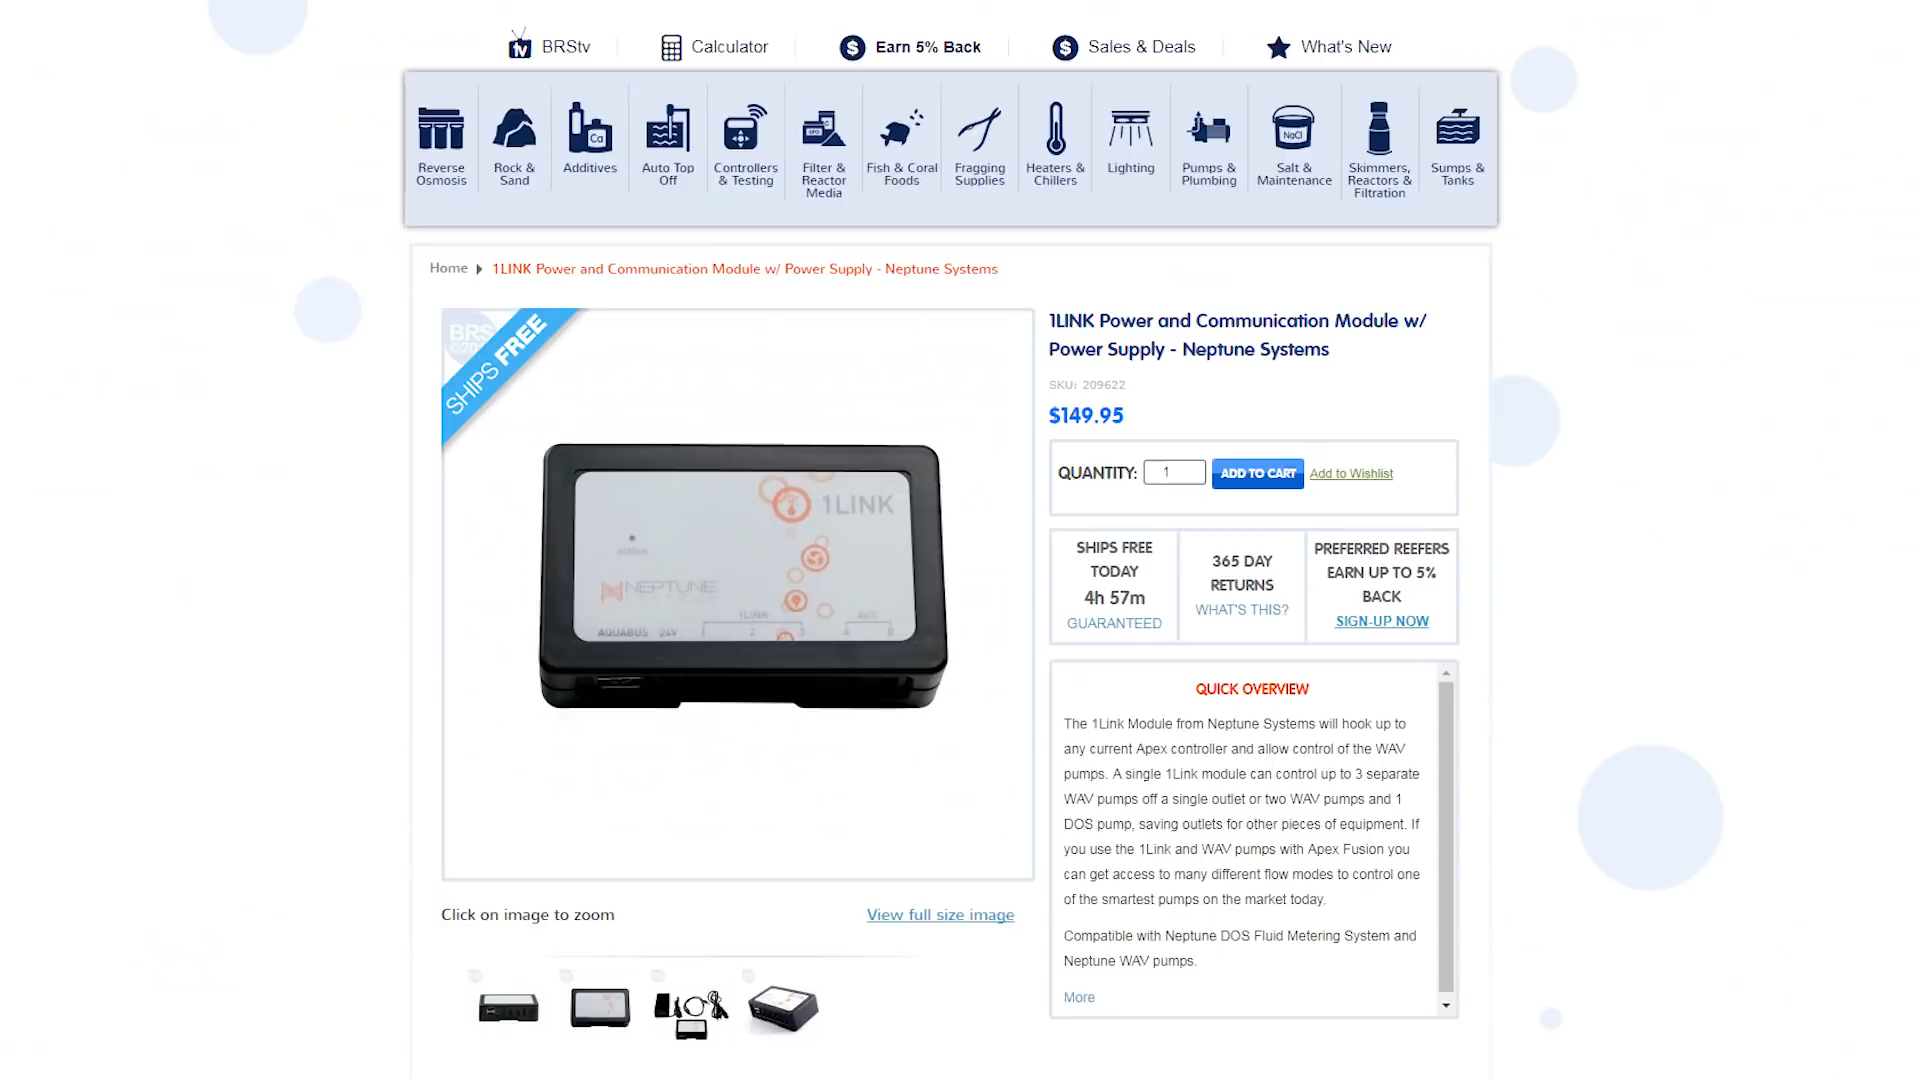 BRStv
Calculator
Earn 5% Back
Sales & Deals
What's New
Reverse
Osmosis
Rock &
Sand
Additives
Auto Top
Off
Controllers
& Testing
Filter &
Reactor
Media
Fish & Coral
Foods
Fragging
Supplies
Heaters &
Chillers
Lighting
Pumps &
Plumbing
Salt &
Maintenance
Skimmers,
Reactors &
Filtration
Sumps &
Tanks
Home
1LINK Power and Communication Module w/ Power Supply - Neptune Systems
BRS
SHIPS FREE
1LINK
status
NEPTUNE
SYSTEMS
1LINK
ACC
AQUABUS 24V 1 2 3 A B
1LINK Power and Communication Module w/
Power Supply - Neptune Systems
SKU: 209622
$149.95
QUANTITY: 1 ADD TO CART Add to Wishlist
SHIPS FREE
TODAY
4h 57m
GUARANTEED
365 DAY
RETURNS
WHAT'S THIS?
PREFERRED REEFERS
EARN UP TO 5%
BACK
SIGN-UP NOW
QUICK OVERVIEW
The 1Link Module from Neptune Systems will hook up to
any current Apex controller and allow control of the WAV
pumps. A single 1Link module can control up to 3 separate
WAV pumps off a single outlet or two WAV pumps and 1
DOS pump, saving outlets for other pieces of equipment. If
you use the 1Link and WAV pumps with Apex Fusion you
can get access to many different flow modes to control one
of the smartest pumps on the market today.
Compatible with Neptune DOS Fluid Metering System and
Neptune WAV pumps.
More
Click on image to zoom
View full size image